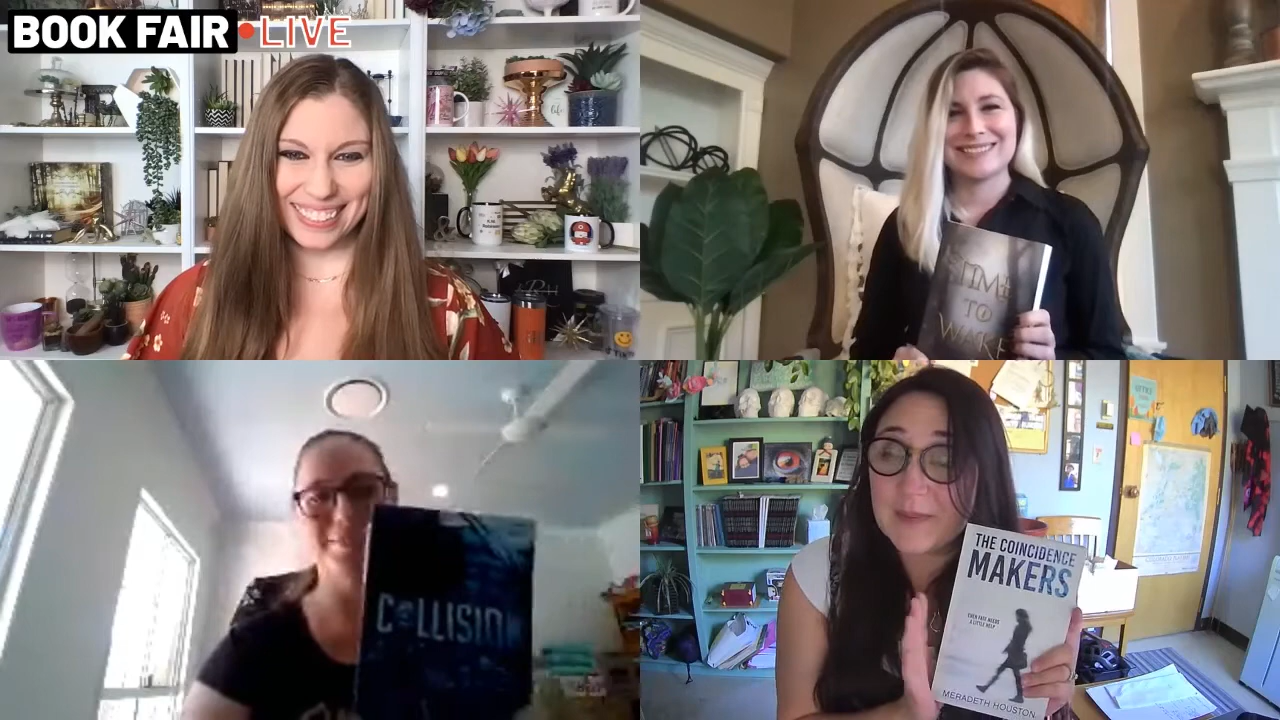 BOOK FAIR LIVE
TIME
TO
WAKE
COLLISION
THE COINCIDENCE
MAKERS
EVEN FATE NEEDS
A LITTLE HELP
MERADETH HOUSTON